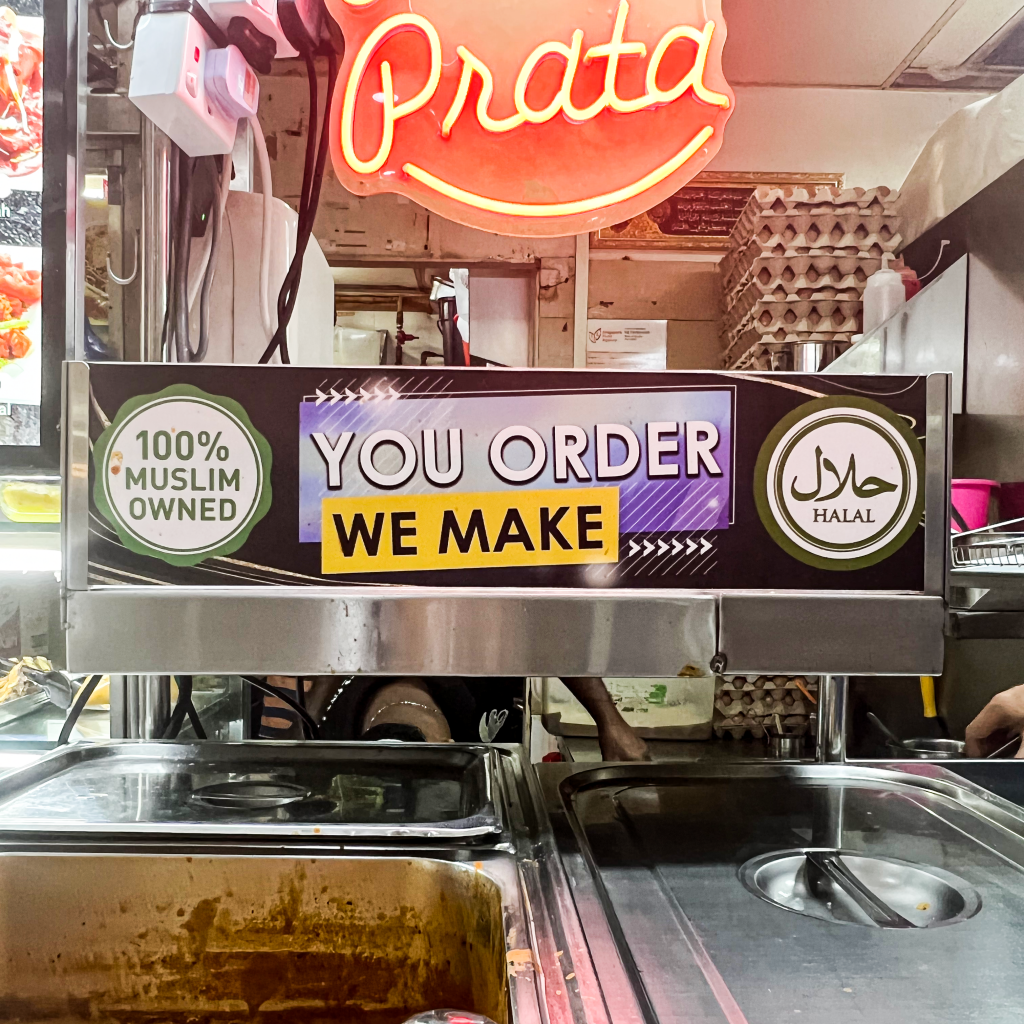 Prata
100%
MUSLIM
OWNED
YOU ORDER
WE MAKE
حلال
HALAL